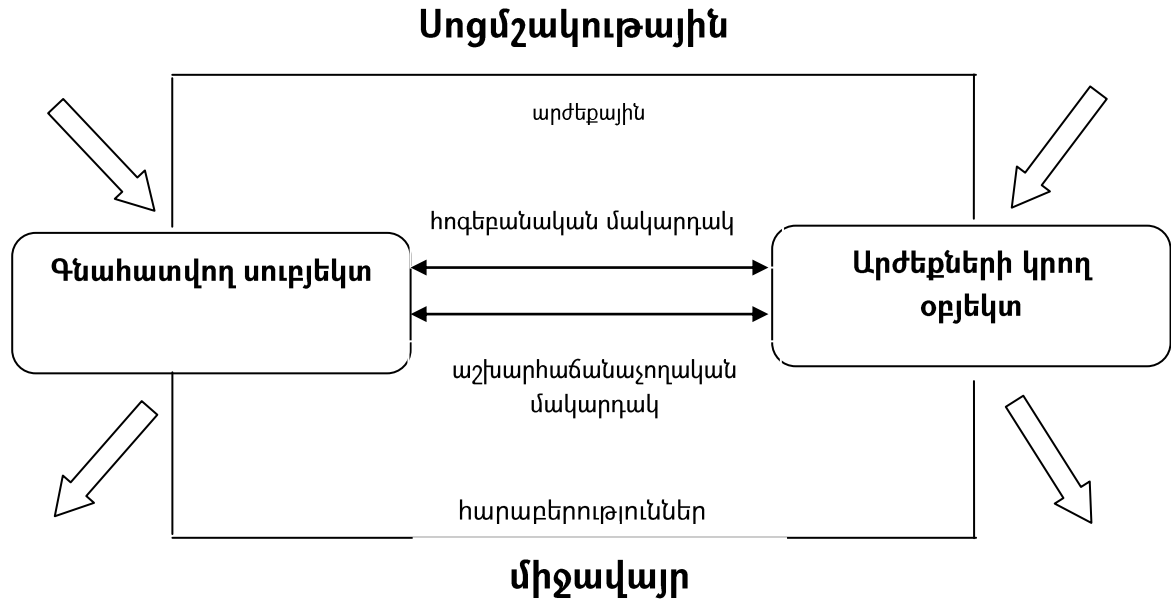 Սոցմշակութային
արժեքային
հոգեբանական մակարդակ
Գնահատվող սուբյեկտ
Արժեքների կրող
օբյեկտ
աշխարհաճանաչողական
մակարդակ
հարաբերություններ
միջավայր